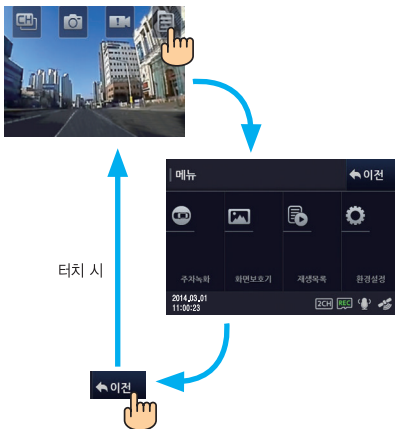 CH
메뉴
이전
주차녹화
화면보호기
재생목록
환경설정
2014.03.01
11:00:23
2CH
REC
터치 시
이전